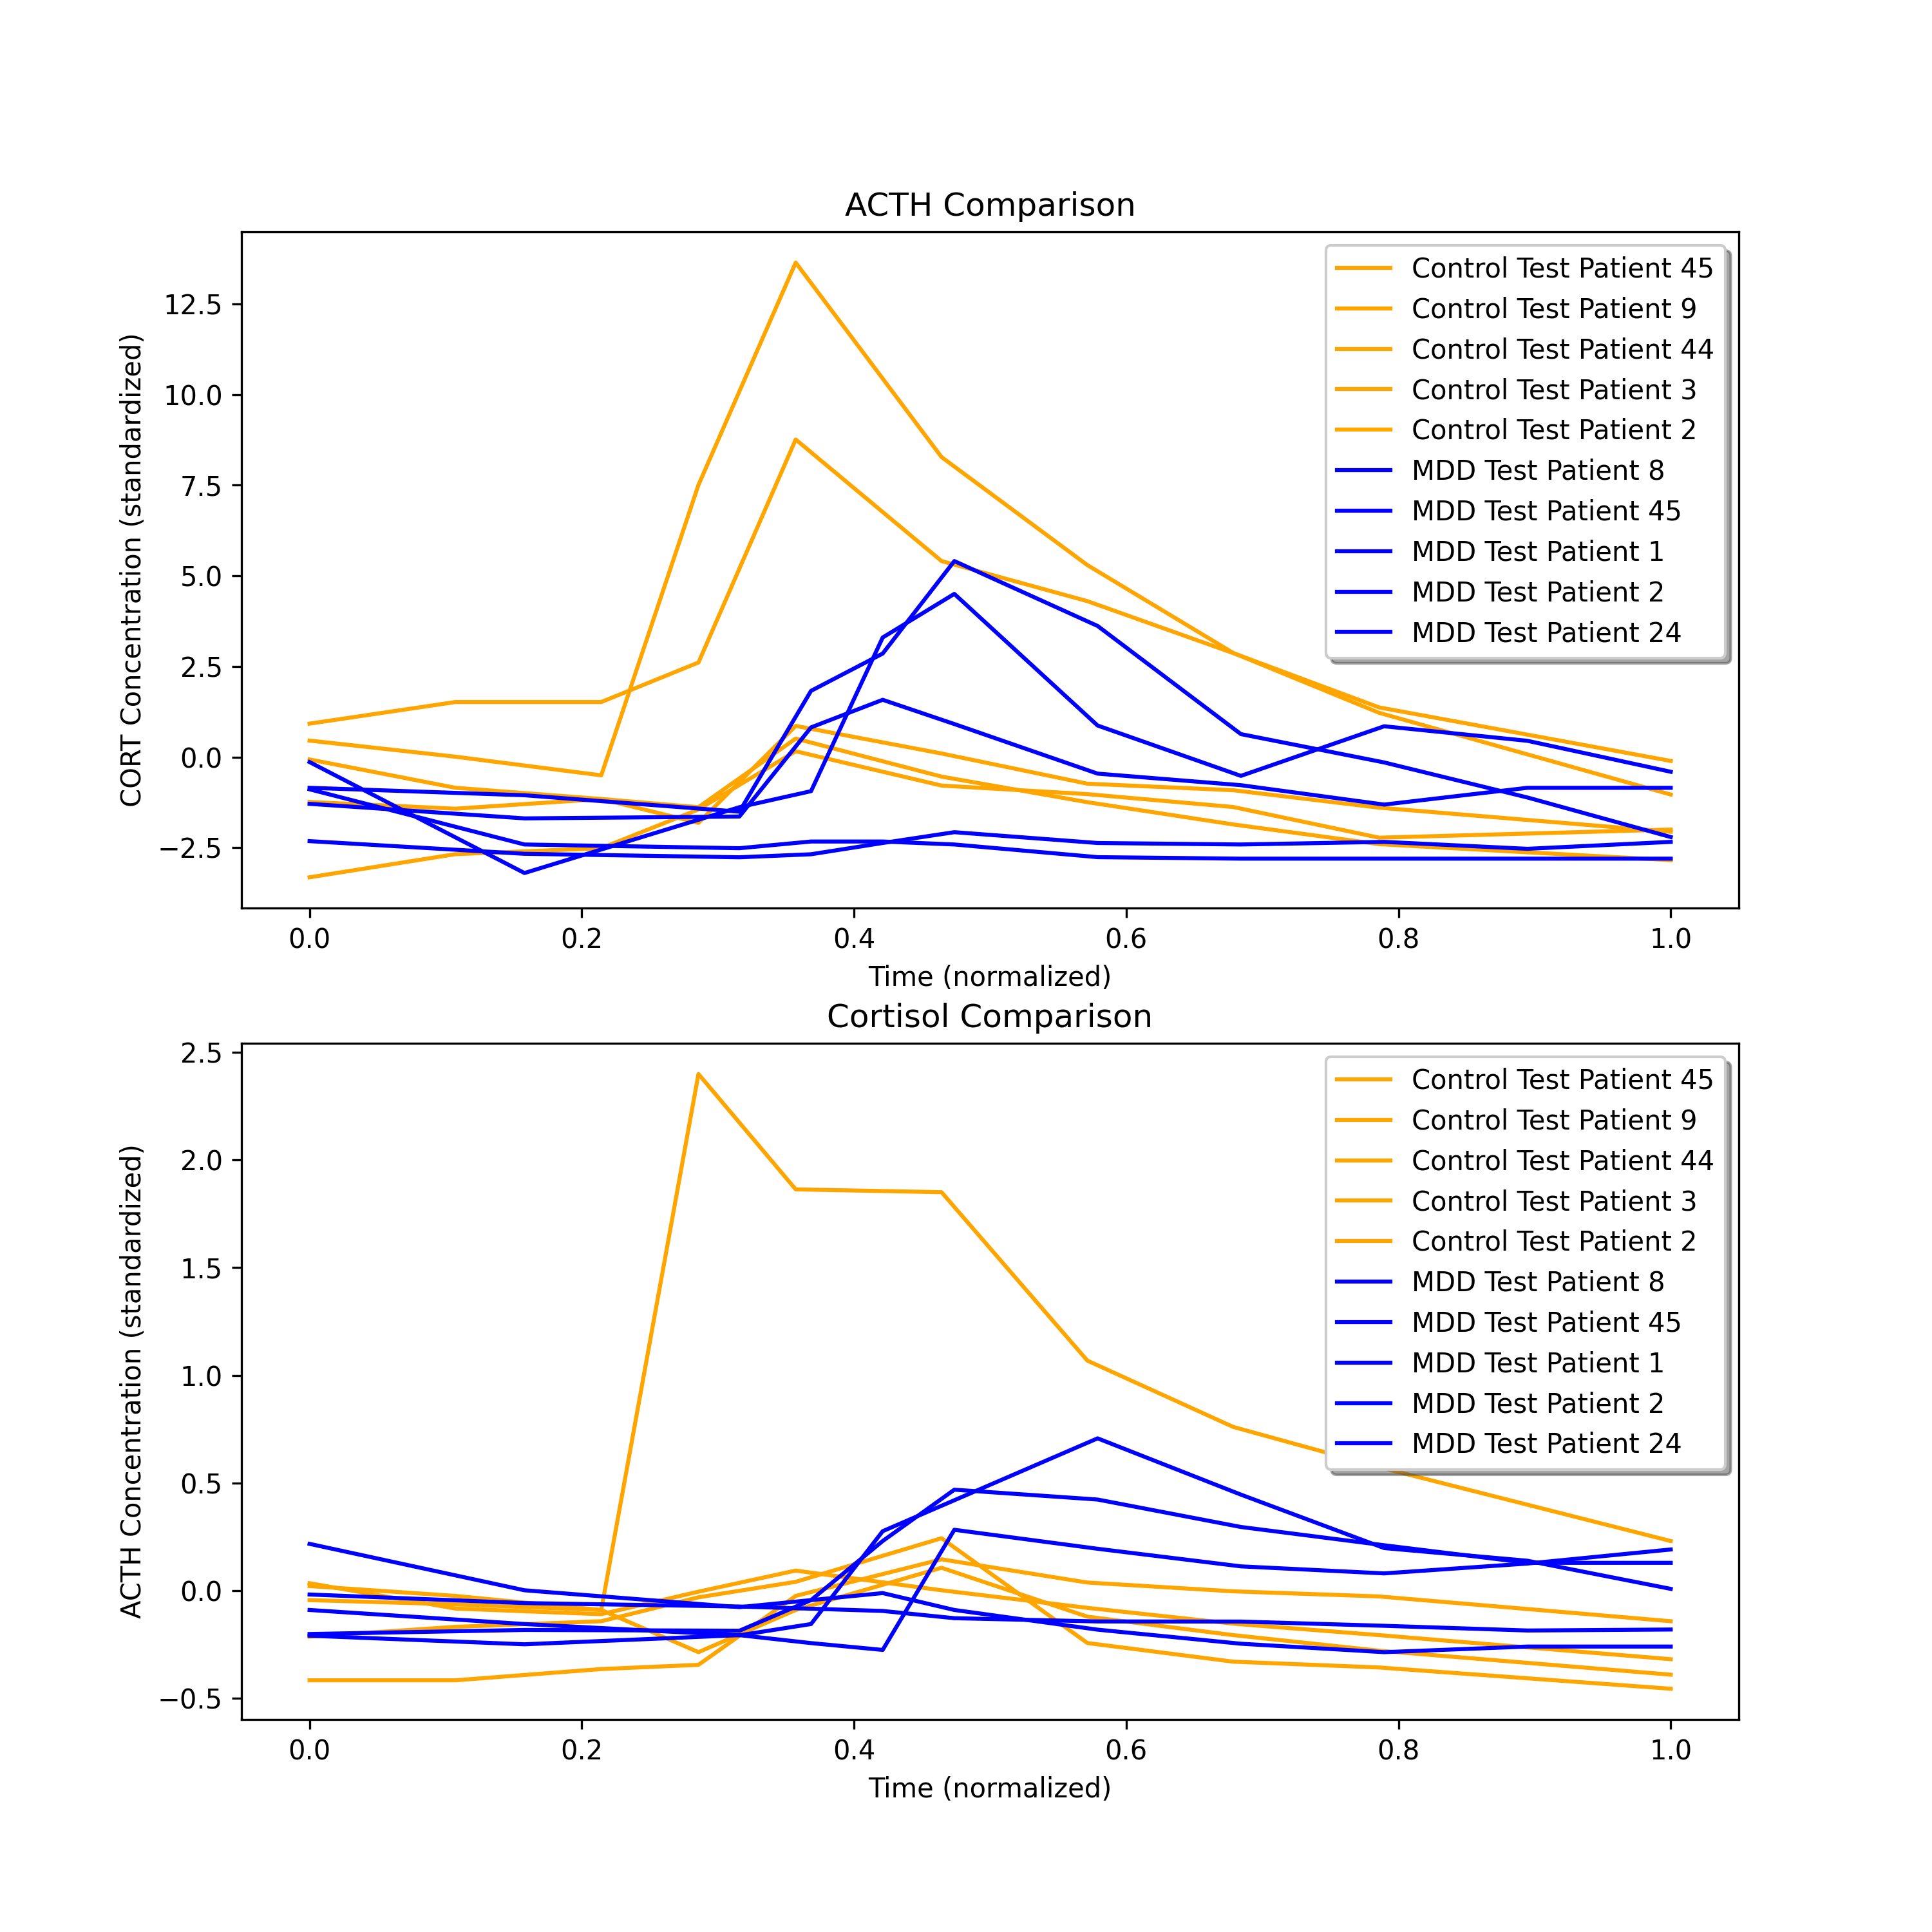 ACTH Comparison
CORT Concentration (standardized)
12.5
10.0
7.5
5.0
2.5
0.0
−2.5
Control Test Patient 45
Control Test Patient 9
Control Test Patient 44
Control Test Patient 3
Control Test Patient 2
MDD Test Patient 8
MDD Test Patient 45
MDD Test Patient 1
MDD Test Patient 2
MDD Test Patient 24
0.0 0.2 0.4 0.6 0.8 1.0
Time (normalized)
Cortisol Comparison
ACTH Concentration (standardized)
2.5
2.0
1.5
1.0
0.5
0.0
−0.5
Control Test Patient 45
Control Test Patient 9
Control Test Patient 44
Control Test Patient 3
Control Test Patient 2
MDD Test Patient 8
MDD Test Patient 45
MDD Test Patient 1
MDD Test Patient 2
MDD Test Patient 24
0.0 0.2 0.4 0.6 0.8 1.0
Time (normalized)